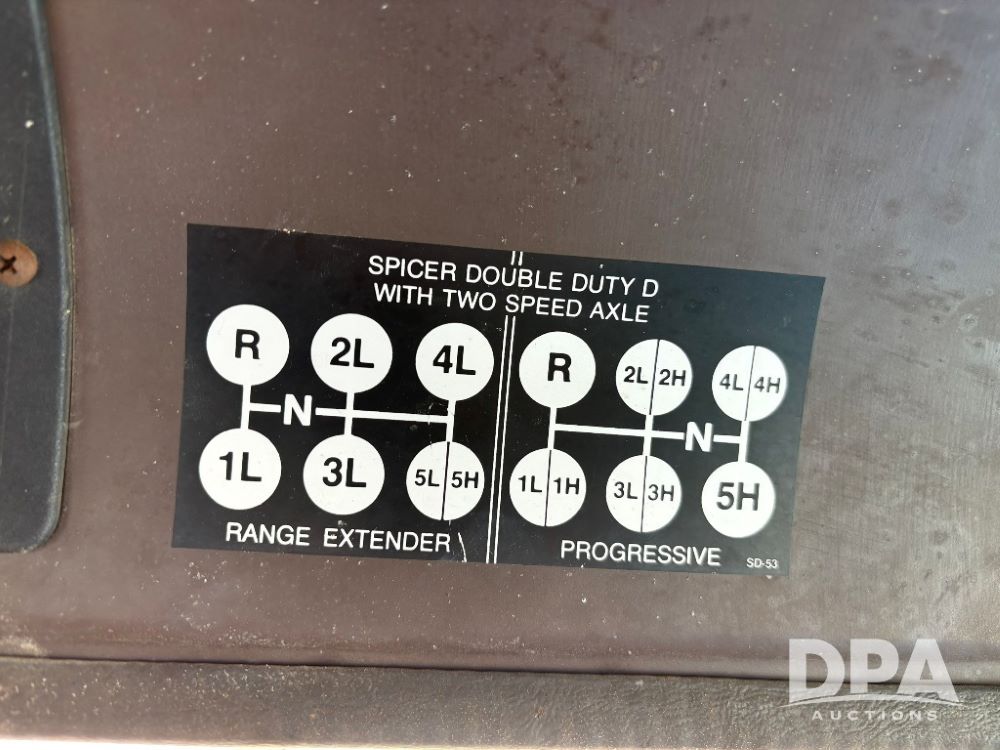 SPICER DOUBLE DUTY D
WITH TWO SPEED AXLE
R 2L 4L
N
1L 3L 5L 5H
RANGE EXTENDER
R 2L 2H 4L 4H
N
1L 1H 3L 3H 5H
PROGRESSIVE
SD-53
DPA
AUCTIONS